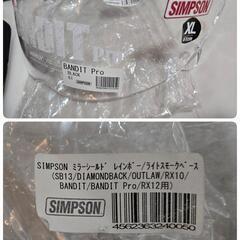 SIMPSON
XL
BANDIT Pro
BLACK
SIMPSON ミラーシールド レインボー/ライトスモークベース
(SB13/DIAMONDBACK/OUTLAW/RX10/
BANDIT/BANDIT Pro/RX12用)
SIMPSON
4562363240050